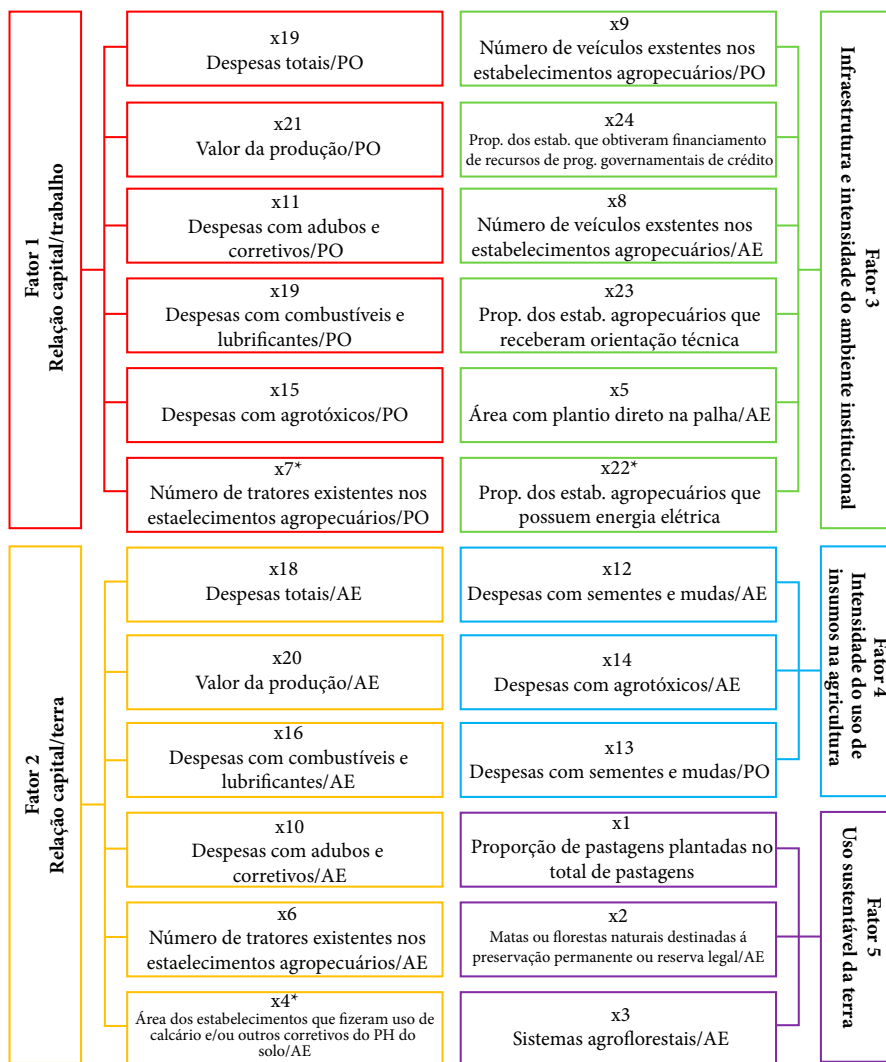 Fator 1
Relação capital/trabalho
x19
Despesas totais/PO
x21
Valor da produção/PO
x11
Despesas com adubos e
corretivos/PO
x19
Despesas com combustíveis e
lubrificantes/PO
x15
Despesas com agrotóxicos/PO
x7*
Número de tratores existentes nos
estaelecimentos agropecuários/PO
x9
Número de veículos exstentes nos
estabelecimentos agropecuários/PO
x24
Prop. dos estab. que obtiveram financiamento
de recursos de prog. governamentais de crédito
x8
Número de veículos exstentes nos
estabelecimentos agropecuários/AE
x23
Prop. dos estab. agropecuários que
receberam orientação técnica
x5
Área com plantio direto na palha/AE
x22*
Prop. dos estab. agropecuários que
possuem energia elétrica
Fator 3
Infraestrutura e intensidade do ambiente institucional
Fator 2
Relação capital/terra
x18
Despesas totais/AE
x20
Valor da produção/AE
x16
Despesas com combustíveis e
lubrificantes/AE
x10
Despesas com adubos e
corretivos/AE
x6
Número de tratores existentes nos
estaelecimentos agropecuários/AE
x4*
Área dos estabelecimentos que fizeram uso de
calcário e/ou outros corretivos do PH do
solo/AE
x12
Despesas com sementes e mudas/AE
x14
Despesas com agrotóxicos/AE
x13
Despesas com sementes e mudas/PO
Fator 4
Intensidade do uso de
insumos na agricultura
x1
Proporção de pastagens plantadas no
total de pastagens
x2
Matas ou florestas naturais destinadas á
preservação permanente ou reserva legal/AE
x3
Sistemas agroflorestais/AE
Fator 5
Uso sustentável da terra